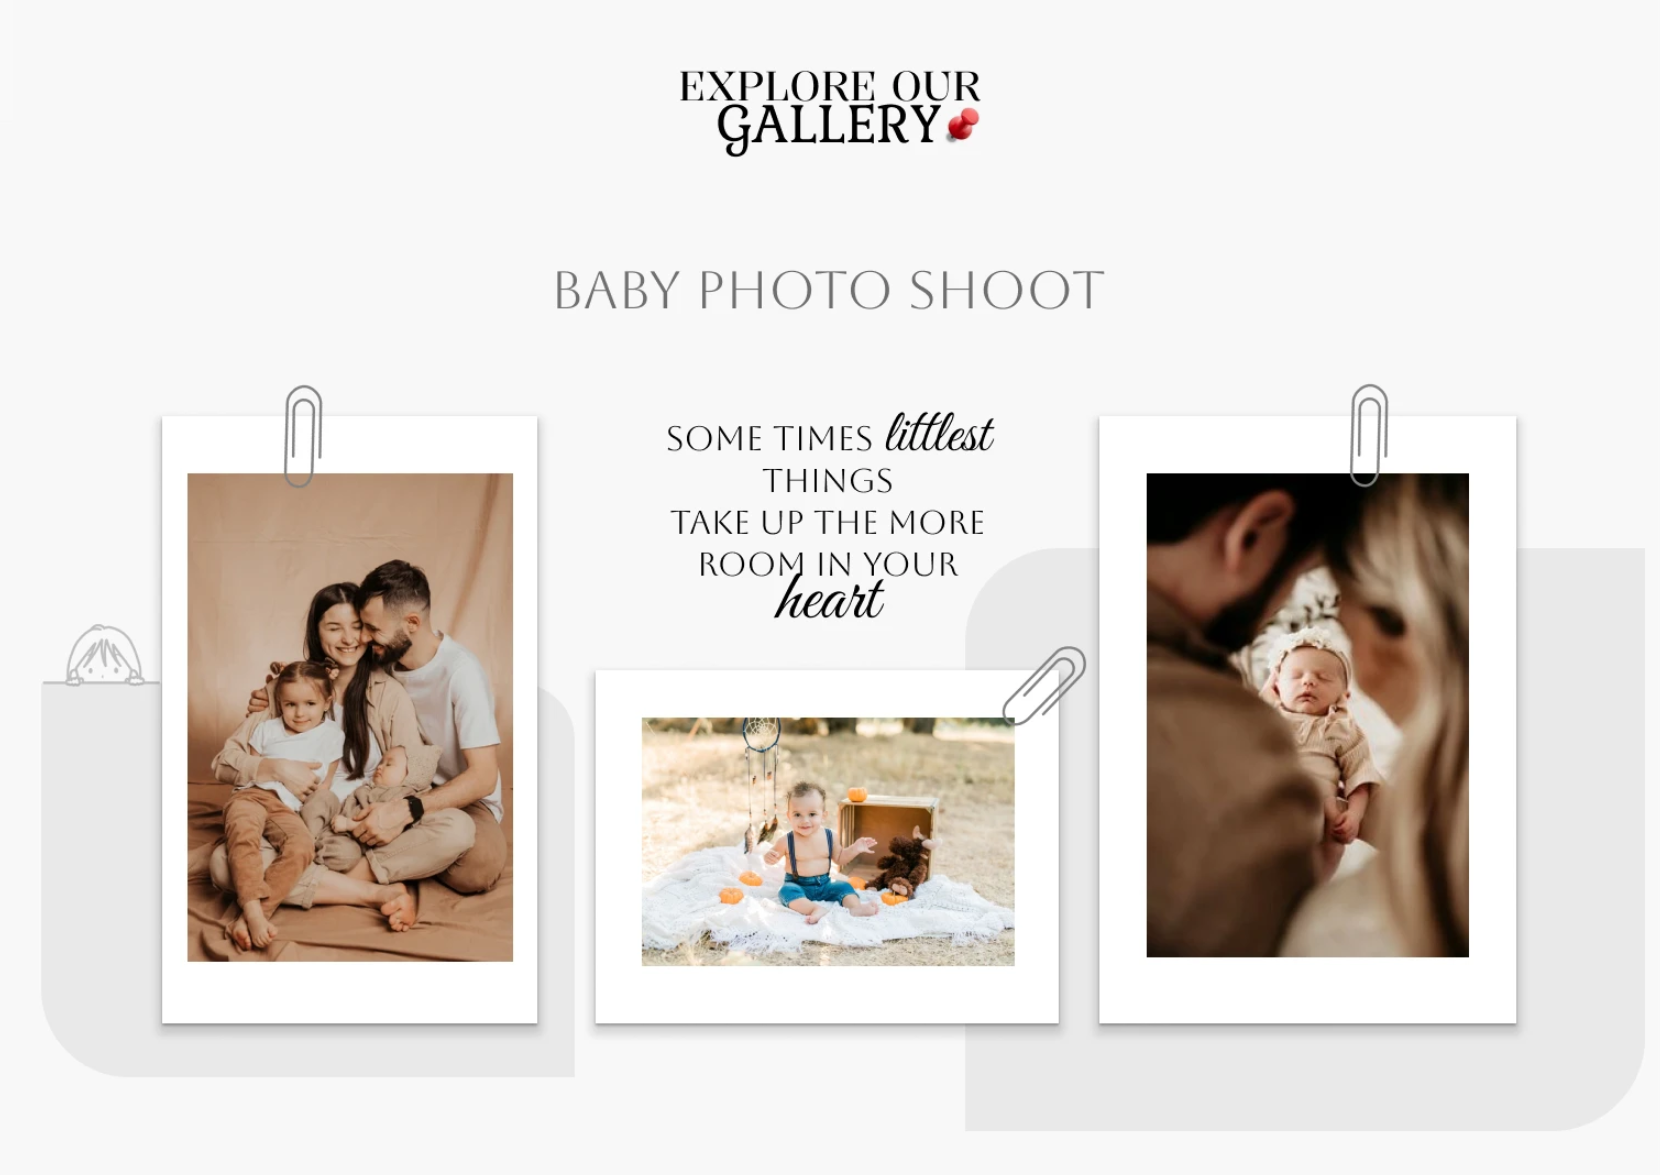 EXPLORE OUR
GALLERY
BABY PHOTO SHOOT
SOME TIMES littlest
THINGS
TAKE UP THE MORE
ROOM IN YOUR
heart